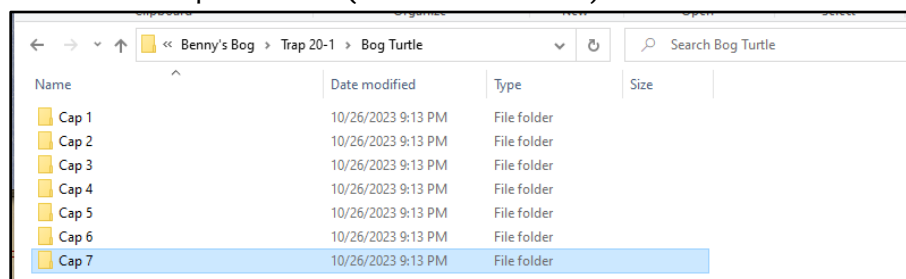 « Benny's Bog > Trap 20-1 > Bog Turtle Search Bog Turtle
Name Date modified Type Size
Cap 1 10/26/2023 9:13 PM File folder
Cap 2 10/26/2023 9:13 PM File folder
Cap 3 10/26/2023 9:13 PM File folder
Cap 4 10/26/2023 9:13 PM File folder
Cap 5 10/26/2023 9:13 PM File folder
Cap 6 10/26/2023 9:13 PM File folder
Cap 7 10/26/2023 9:13 PM File folder